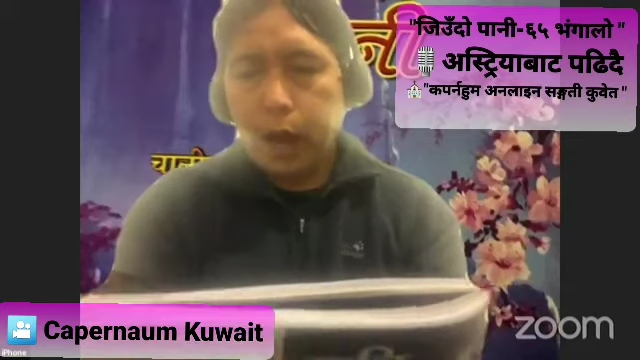 "जिउँदो पानी-६५ भंगालो "
🎙️ अस्ट्रियाबाट पढिदै
⛪"कपर्नहुम अनलाइन सङ्गती कुवेत "
नी
🎦 Capernaum Kuwait
zoom
iPhone